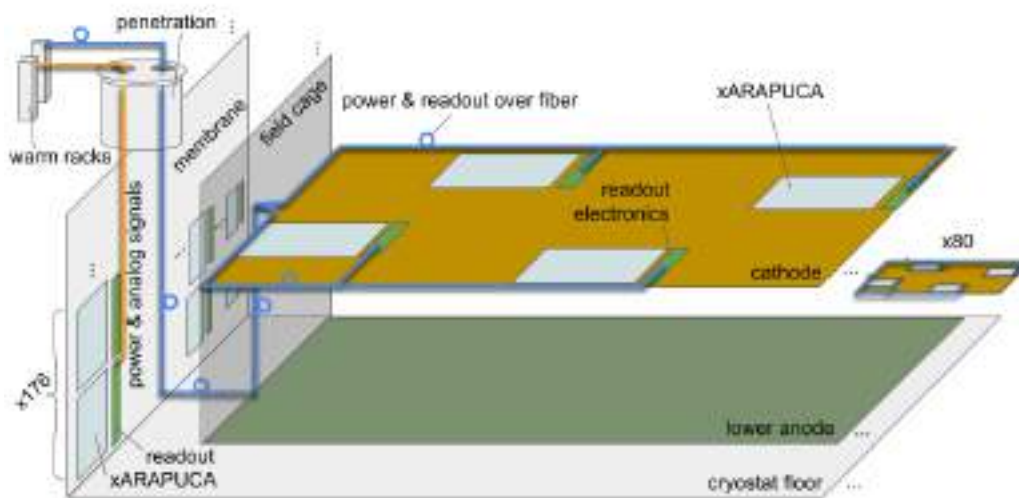 penetration
power & readout over fiber
xARAPUCA
warm racks
membrane
field cage
readout
electronics
power & analog signals
x80
cathode
...
x176
lower anode
...
readout
xARAPUCA
cryostat floor
...